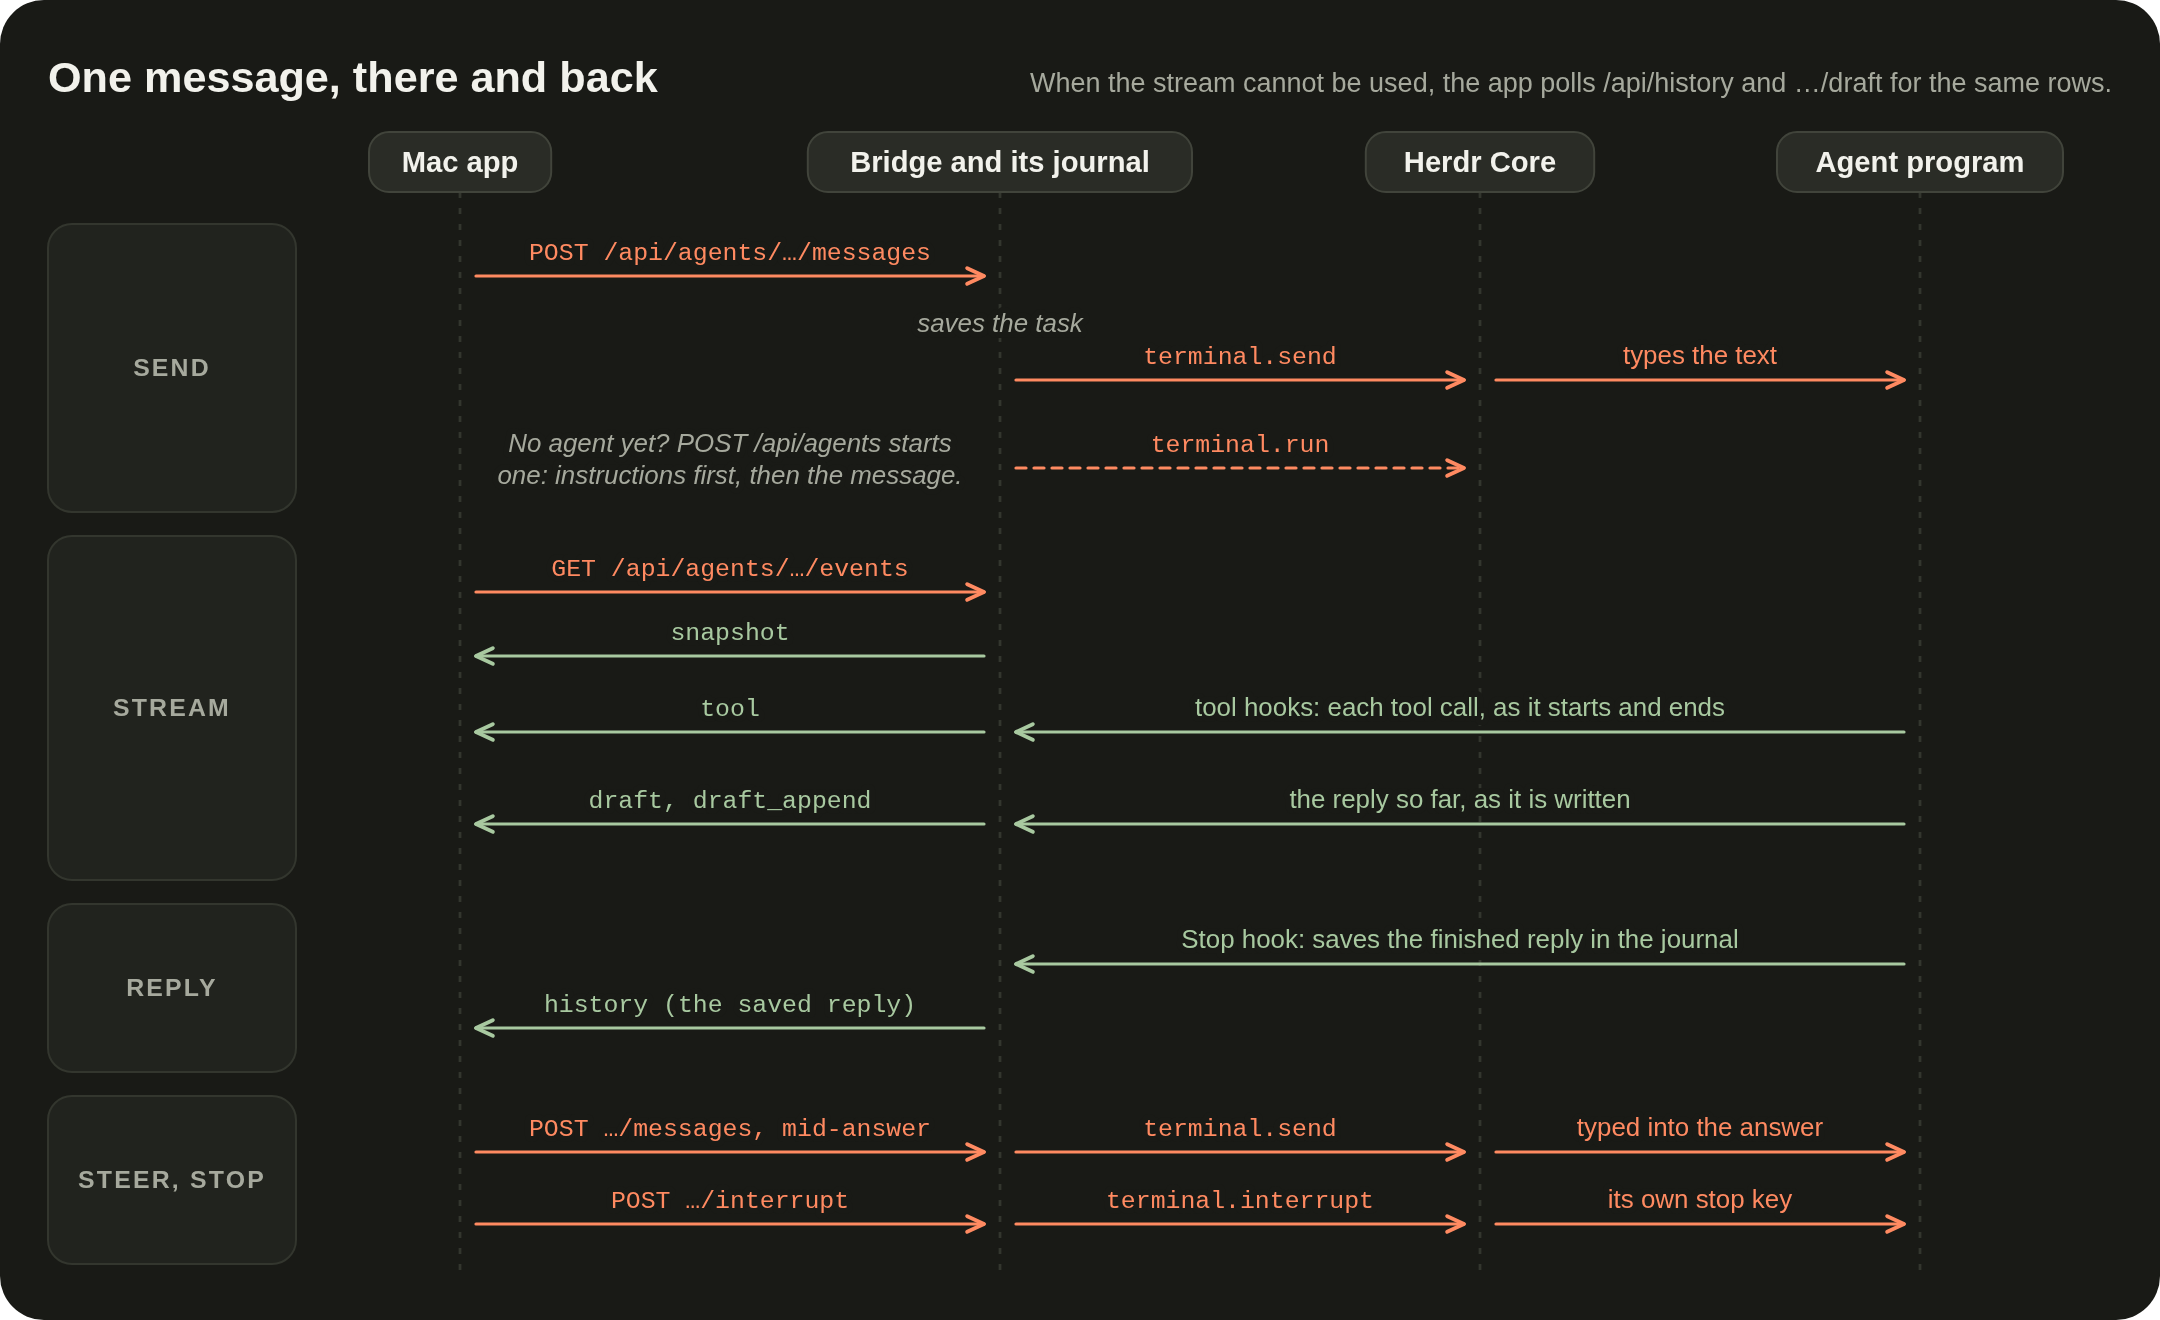 One message, there and back
When the stream cannot be used, the app polls /api/history and …/draft for the same rows.
Mac app
Bridge and its journal
Herdr Core
Agent program
SEND
POST /api/agents/…/messages
saves the task
terminal.send
types the text
No agent yet? POST /api/agents starts
one: instructions first, then the message.
terminal.run
STREAM
GET /api/agents/…/events
snapshot
tool
tool hooks: each tool call, as it starts and ends
draft, draft_append
the reply so far, as it is written
REPLY
Stop hook: saves the finished reply in the journal
history (the saved reply)
STEER, STOP
POST …/messages, mid-answer
terminal.send
typed into the answer
POST …/interrupt
terminal.interrupt
its own stop key